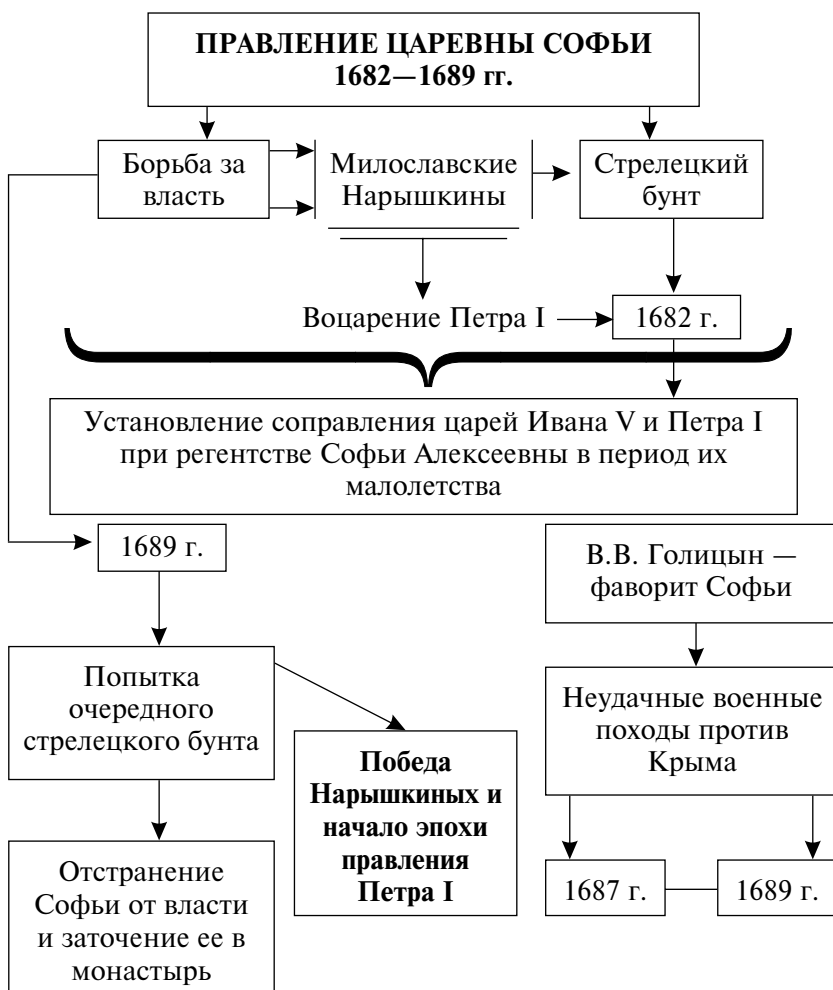 ПРАВЛЕНИЕ ЦАРЕВНЫ СОФЬИ
1682—1689 гг.
Борьба за
власть
Милославские
Нарышкины
Стрелецкий
бунт
Воцарение Петра I
1682 г.
Установление соправления царей Ивана V и Петра I
при регентстве Софьи Алексеевны в период их
малолетства
1689 г.
В.В. Голицын —
фаворит Софьи
Попытка
очередного
стрелецкого бунта
Неудачные военные
походы против
Крыма
Победа
Нарышкиных и
начало эпохи
правления
Петра I
Отстранение
Софьи от власти
и заточение ее в
монастырь
1687 г.
1689 г.